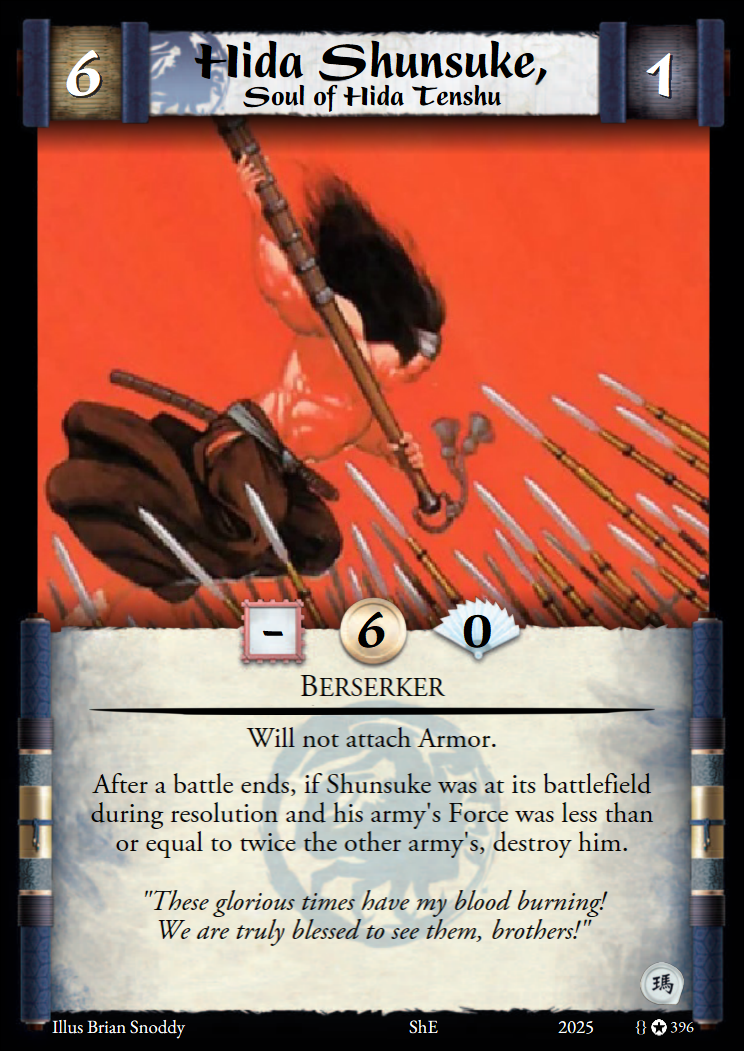 6
Hida Shunsuke,
1
Soul of Hida Tenshu
-
6
0
Berserker
Will not attach Armor.
After a battle ends, if Shunsuke was at its battlefield
during resolution and his army's Force was less than
or equal to twice the other army's, destroy him.
"These glorious times have my blood burning!
We are truly blessed to see them, brothers!"
瑪
Illus Brian Snoddy ShE 2025 {} 396